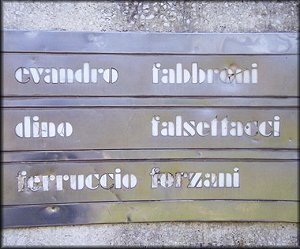 evandro fabbroni
dino falsettacci
ferruccio forzani